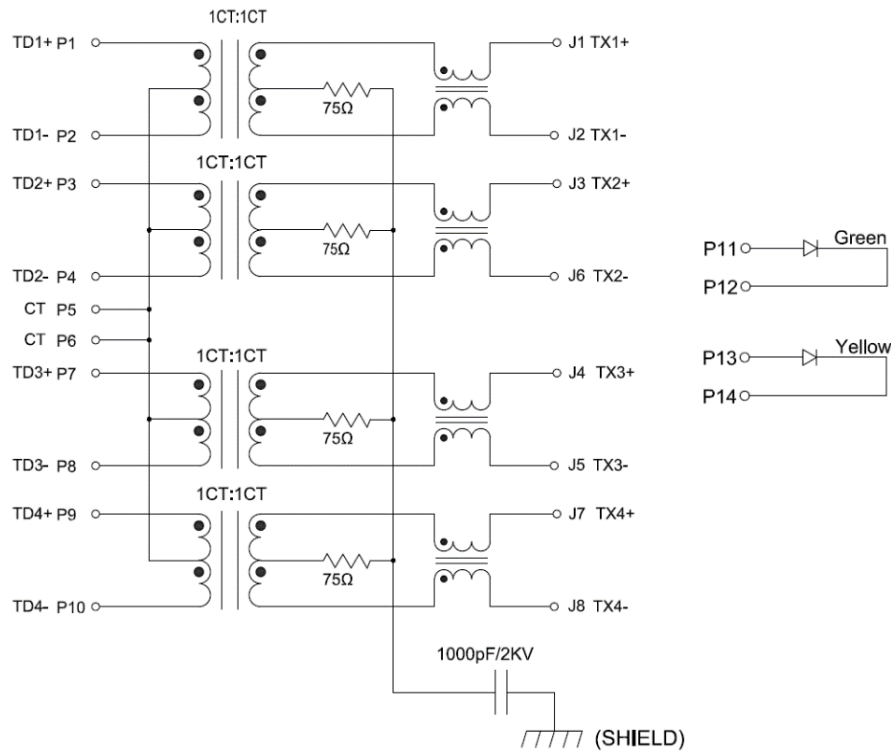 1CT:1CT
TD1+ P1
J1 TX1+
75Ω
TD1- P2
J2 TX1-
1CT:1CT
TD2+ P3
J3 TX2+
75Ω
TD2- P4
J6 TX2-
CT P5
CT P6
1CT:1CT
TD3+ P7
J4 TX3+
75Ω
TD3- P8
J5 TX3-
1CT:1CT
TD4+ P9
J7 TX4+
75Ω
TD4- P10
J8 TX4-
1000pF/2KV
(SHIELD)
P11
Green
P12
P13
Yellow
P14